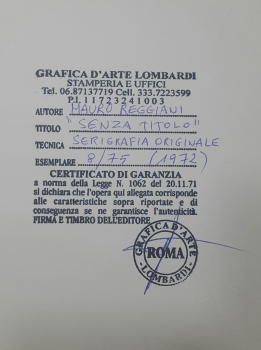 GRAFICA D'ARTE LOMBARDI
STAMPERIA E UFFICI
Tel. 06.87137719 Cell. 333.7223599
P.I. 11723241003
AUTORE MAURO REGGIANI
TITOLO "SENZA TITOLO"
TECNICA SERIGRAFIA ORIGINALE
ESEMPLARE 8/75 (1972)
CERTIFICATO DI GARANZIA
a norma della Legge N. 1062 del 20.11.71
si dichiara che l'opera qui allegata corrisponde
alle caratteristiche sopra riportate e di
conseguenza se ne garantisce l'autenticità.
FIRMA E TIMBRO DELL'EDITORE
GRAFICA D'ARTE
ROMA
LOMBARDI